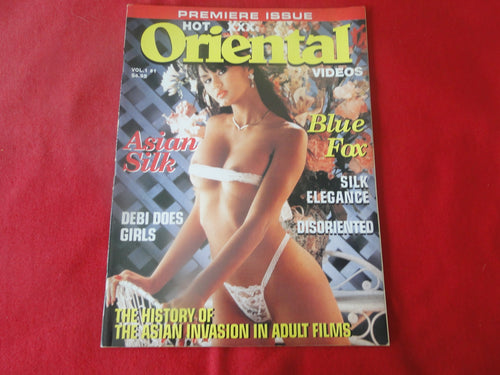 PREMIERE ISSUE
HOT XXX
Oriental
VIDEOS
VOL. 1 #1
$4.95
Asian
Silk
Blue
Fox
SILK
ELEGANCE
DEBI DOES
GIRLS
DISORIENTED
THE HISTORY OF
THE ASIAN INVASION IN ADULT FILMS